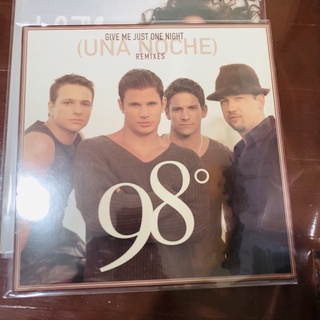 GIVE ME JUST ONE NIGHT
(UNA NOCHE)
REMIXES
98°